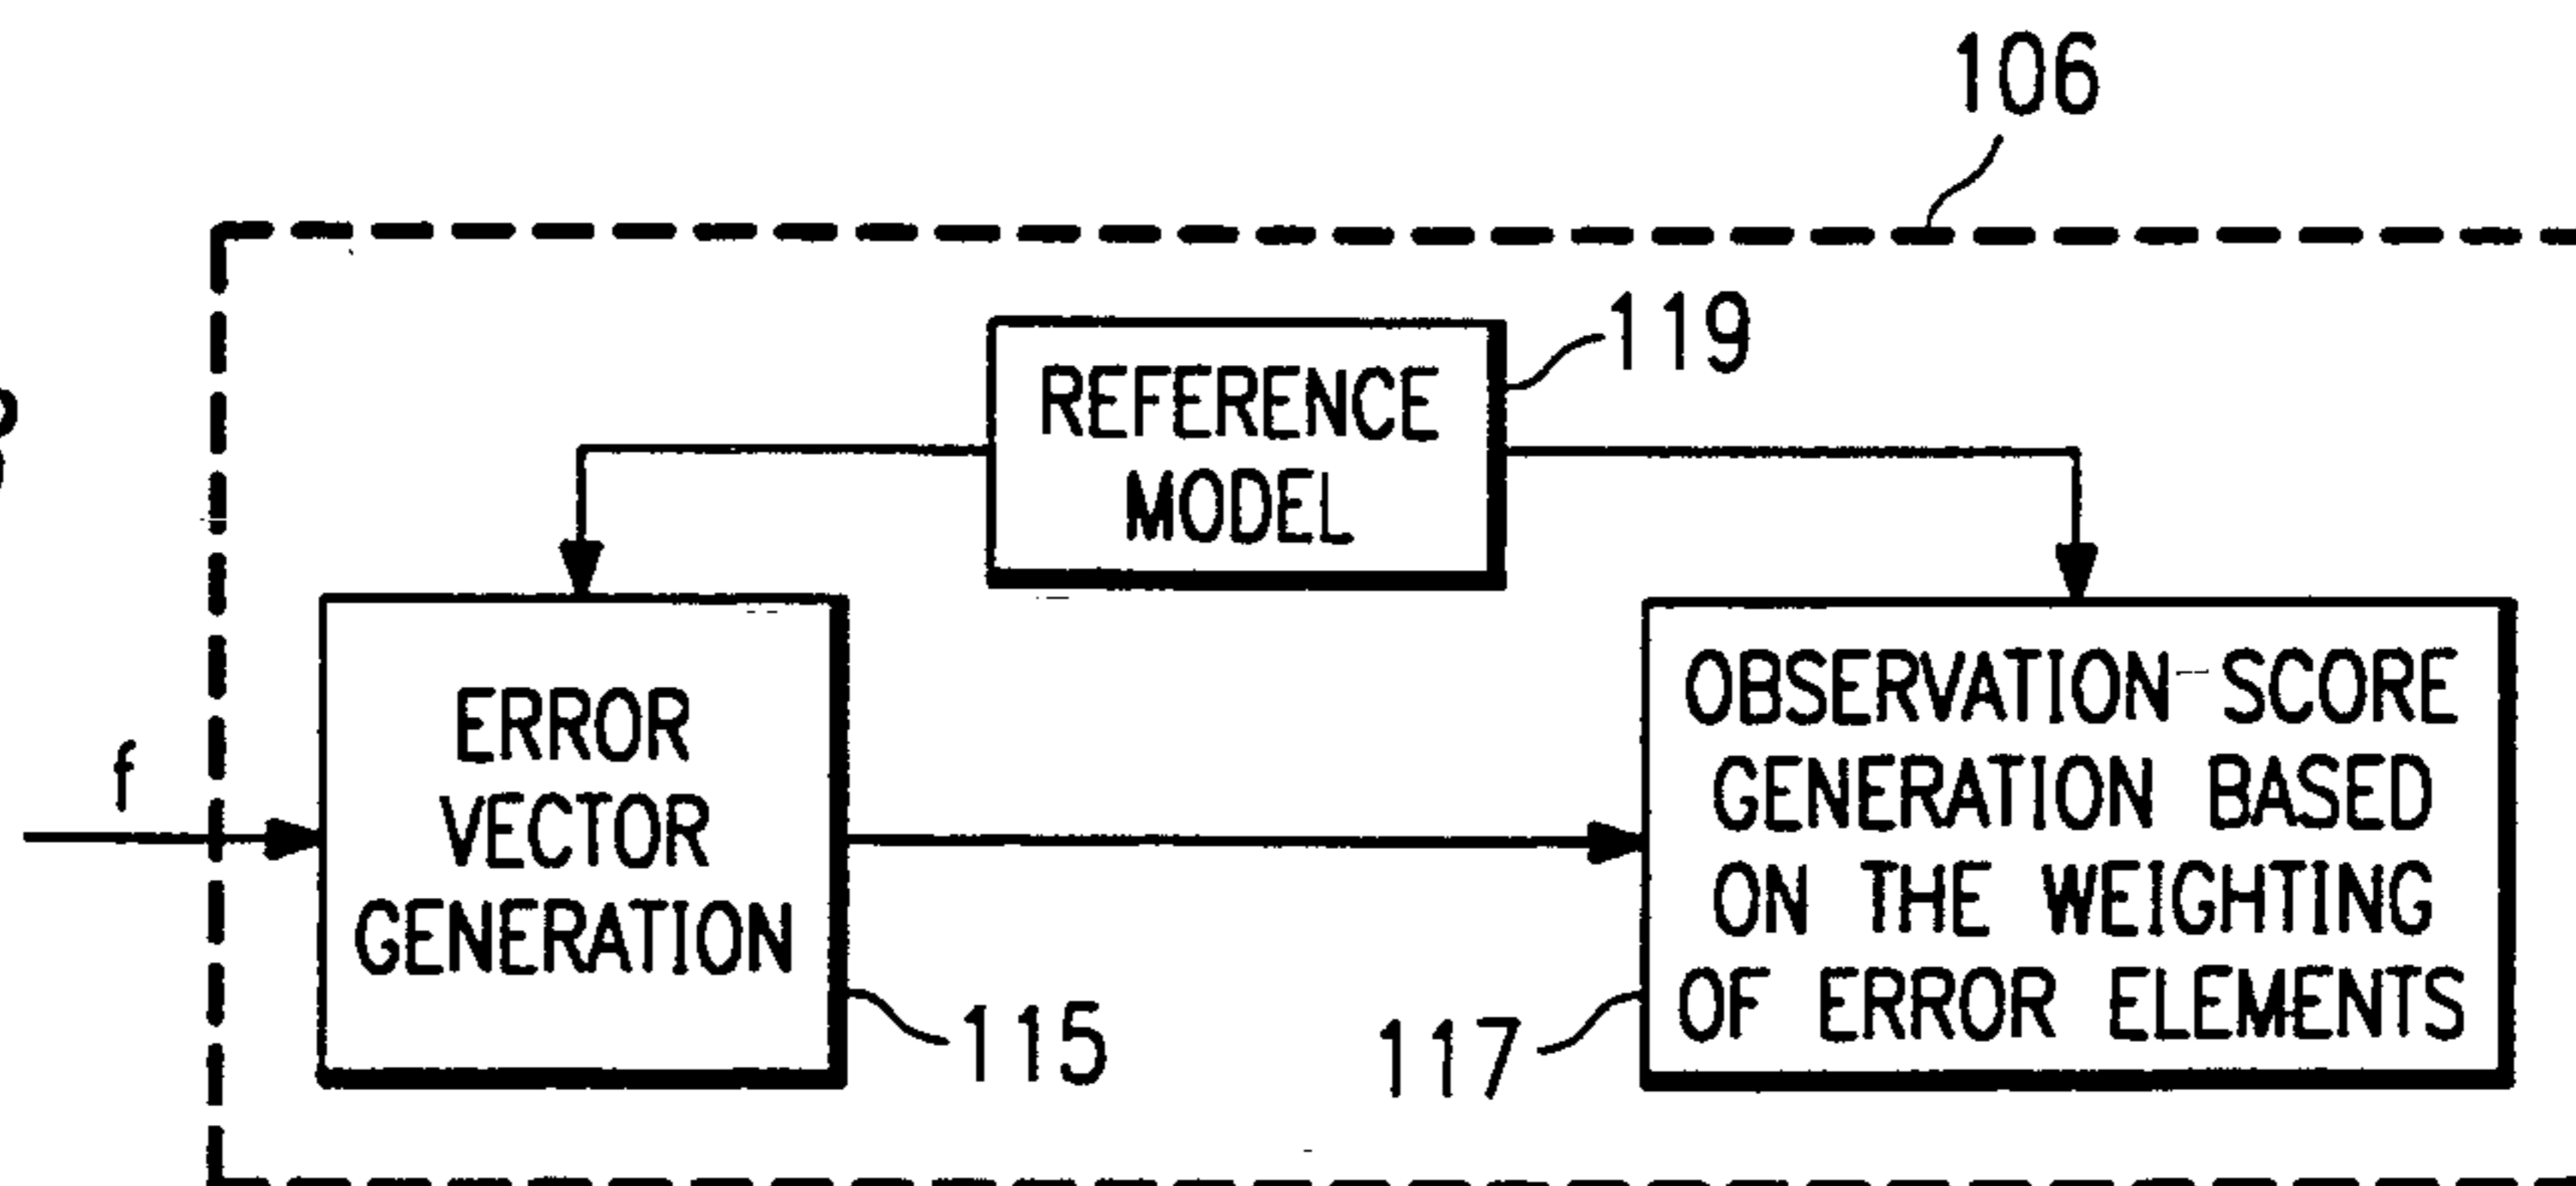 106
119
REFERENCE
MODEL
f
ERROR
VECTOR
GENERATION
115
OBSERVATION SCORE
GENERATION BASED
ON THE WEIGHTING
OF ERROR ELEMENTS
117